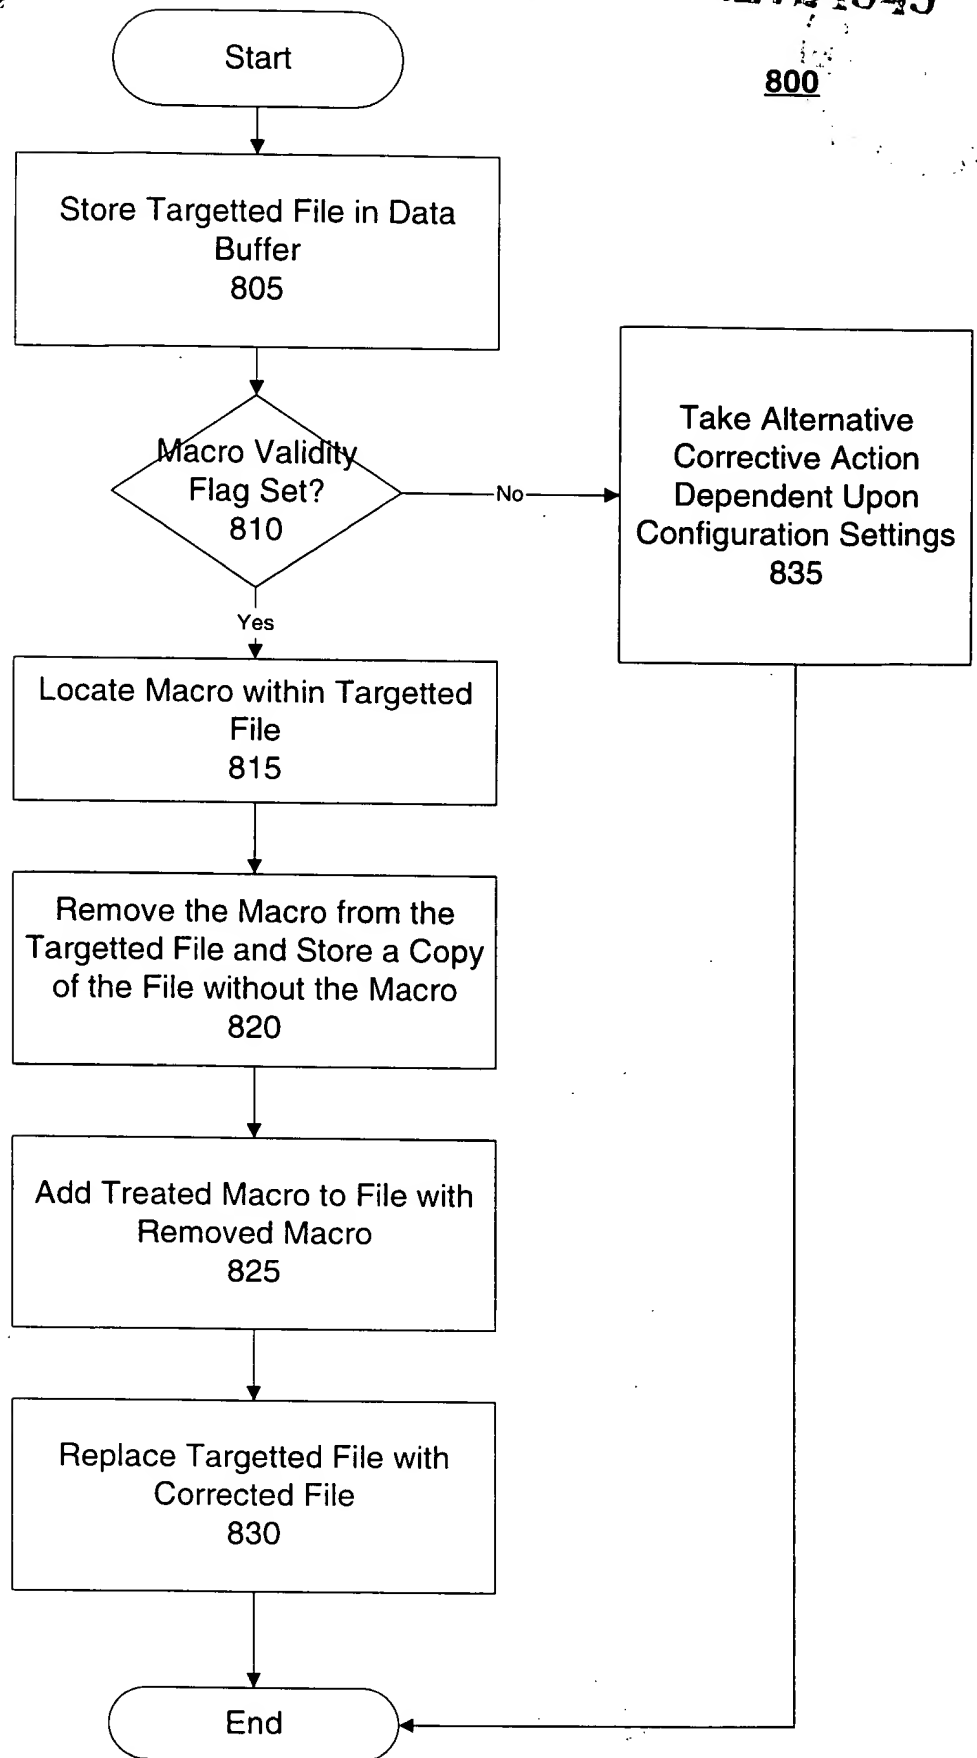 Start
800
Store Targetted File in Data
Buffer
805
Macro Validity
Flag Set?
810
No
Take Alternative
Corrective Action
Dependent Upon
Configuration Settings
835
Yes
Locate Macro within Targetted
File
815
Remove the Macro from the
Targetted File and Store a Copy
of the File without the Macro
820
Add Treated Macro to File with
Removed Macro
825
Replace Targetted File with
Corrected File
830
End